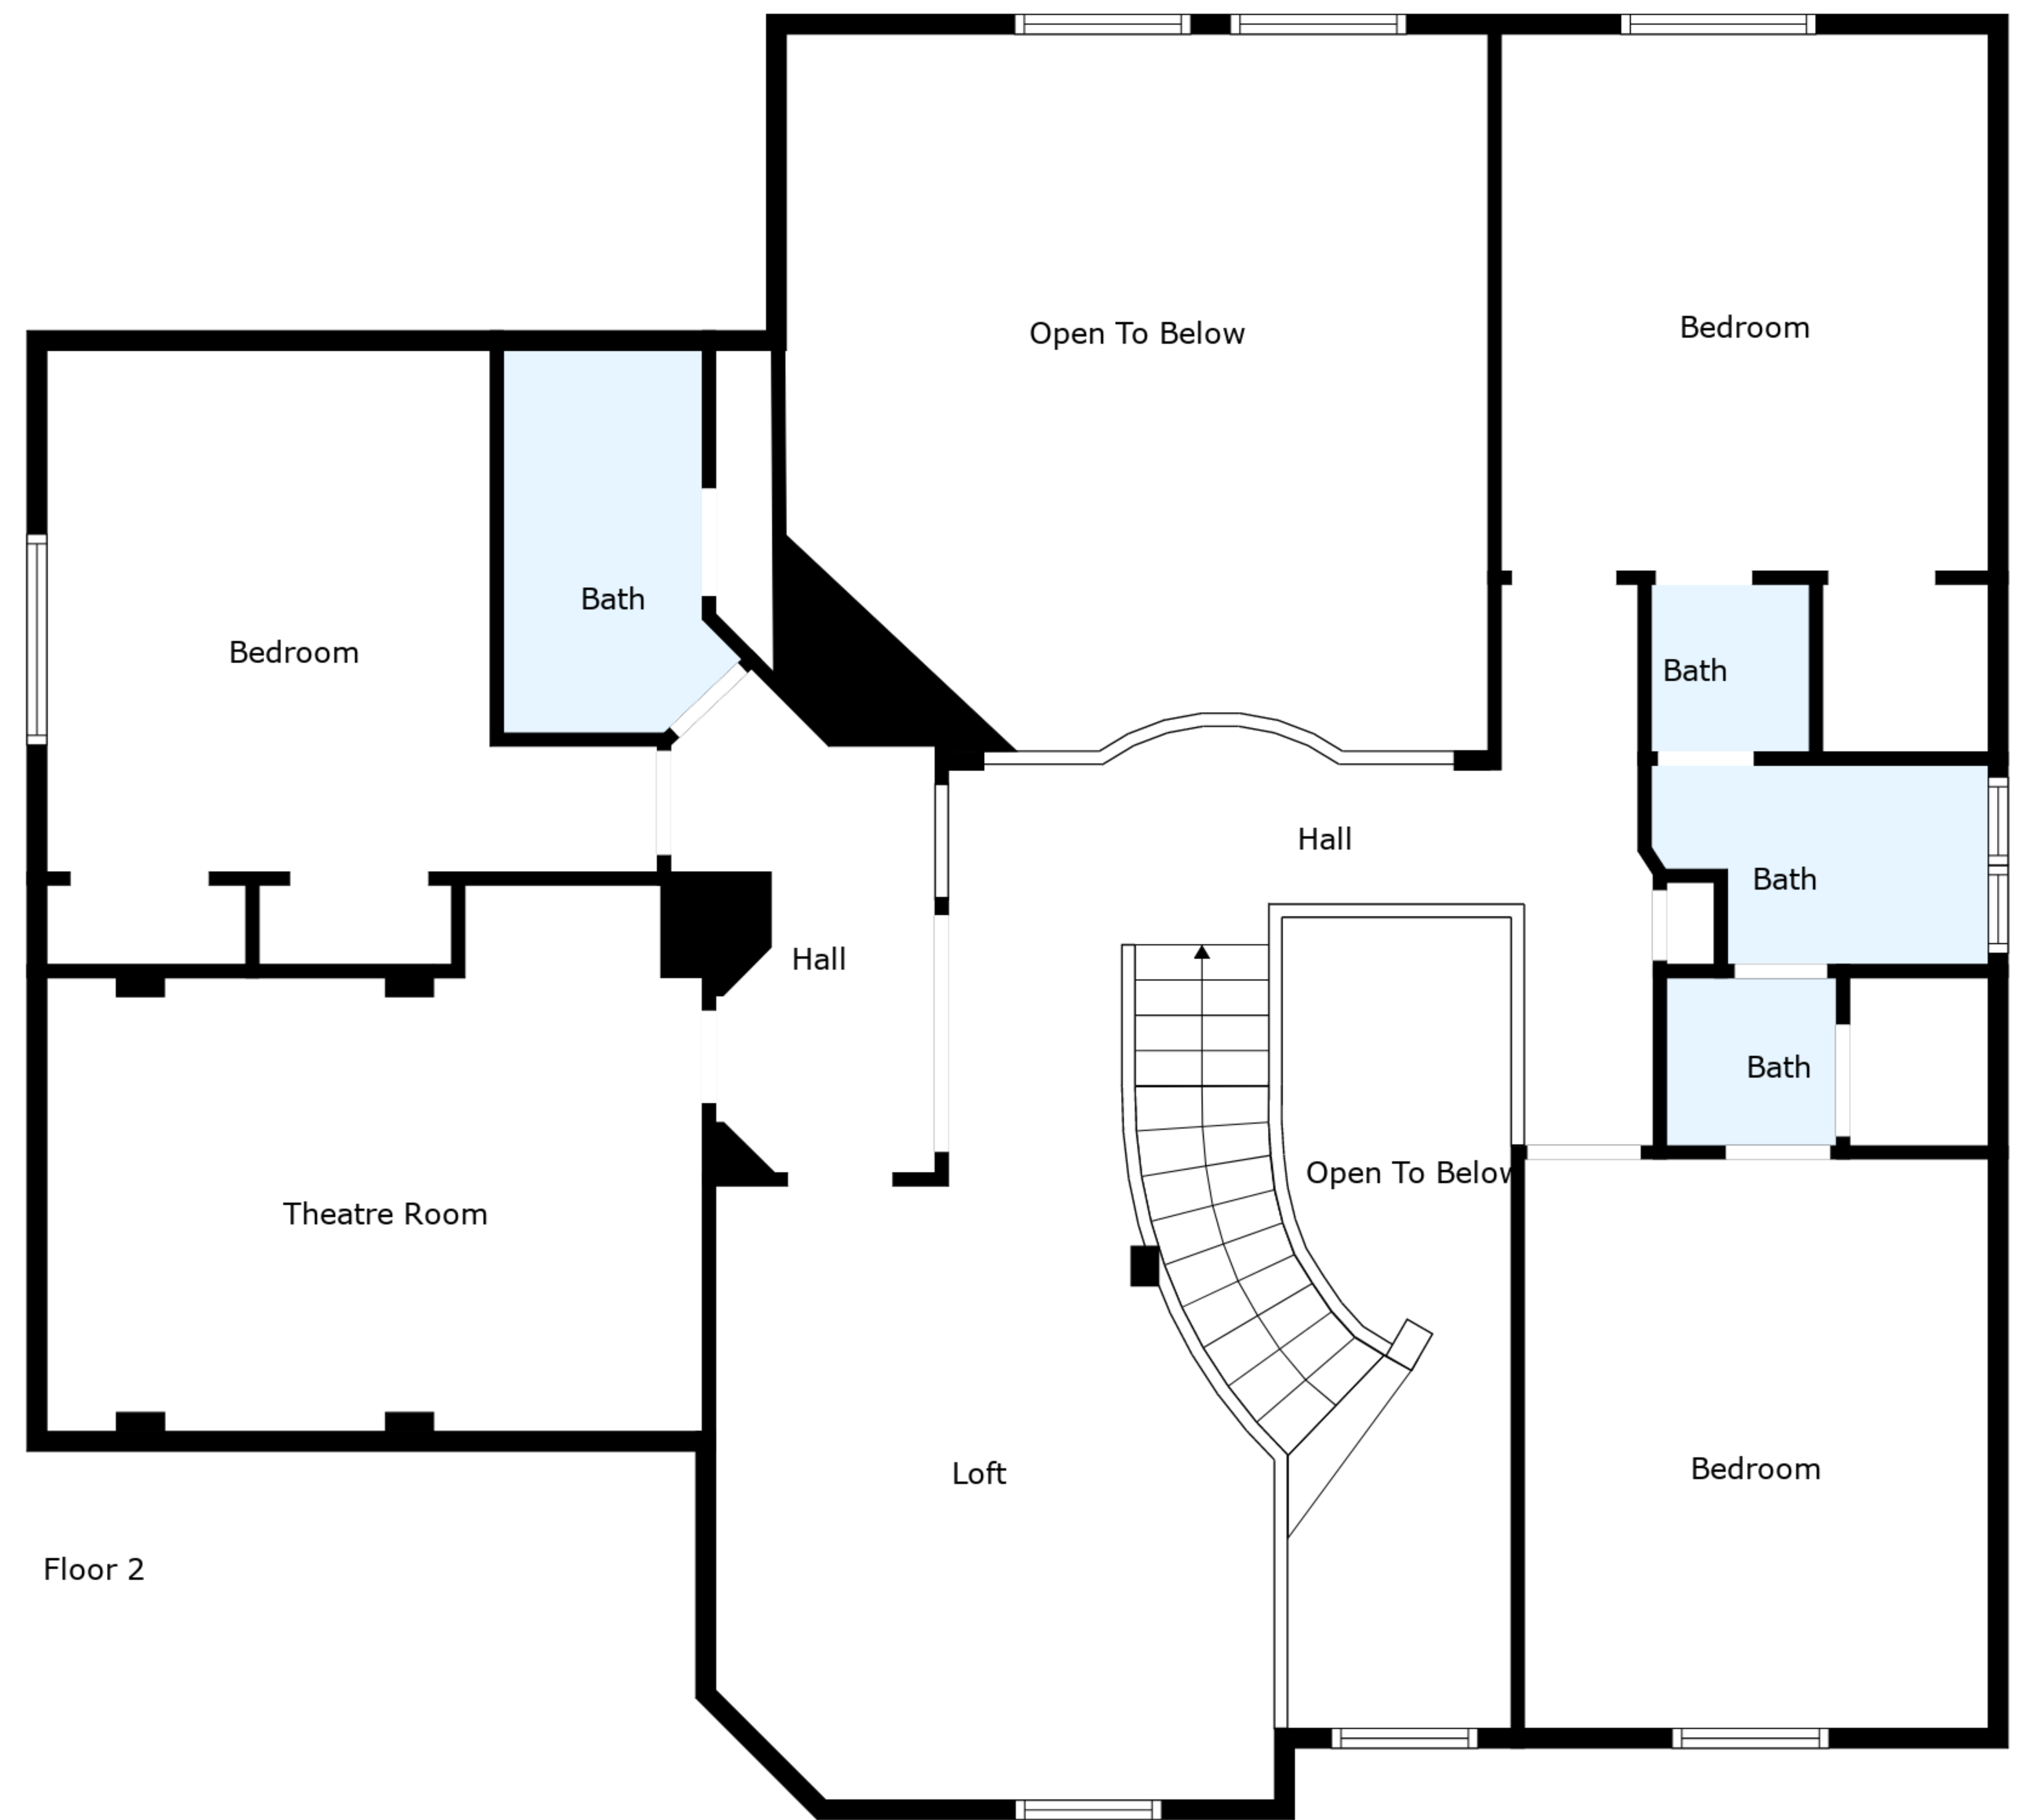 Open To Below
Bedroom
Bath
Bedroom
Bath
Hall
Bath
Hall
Bath
Open To Below
Theatre Room
Bedroom
Loft
Floor 2